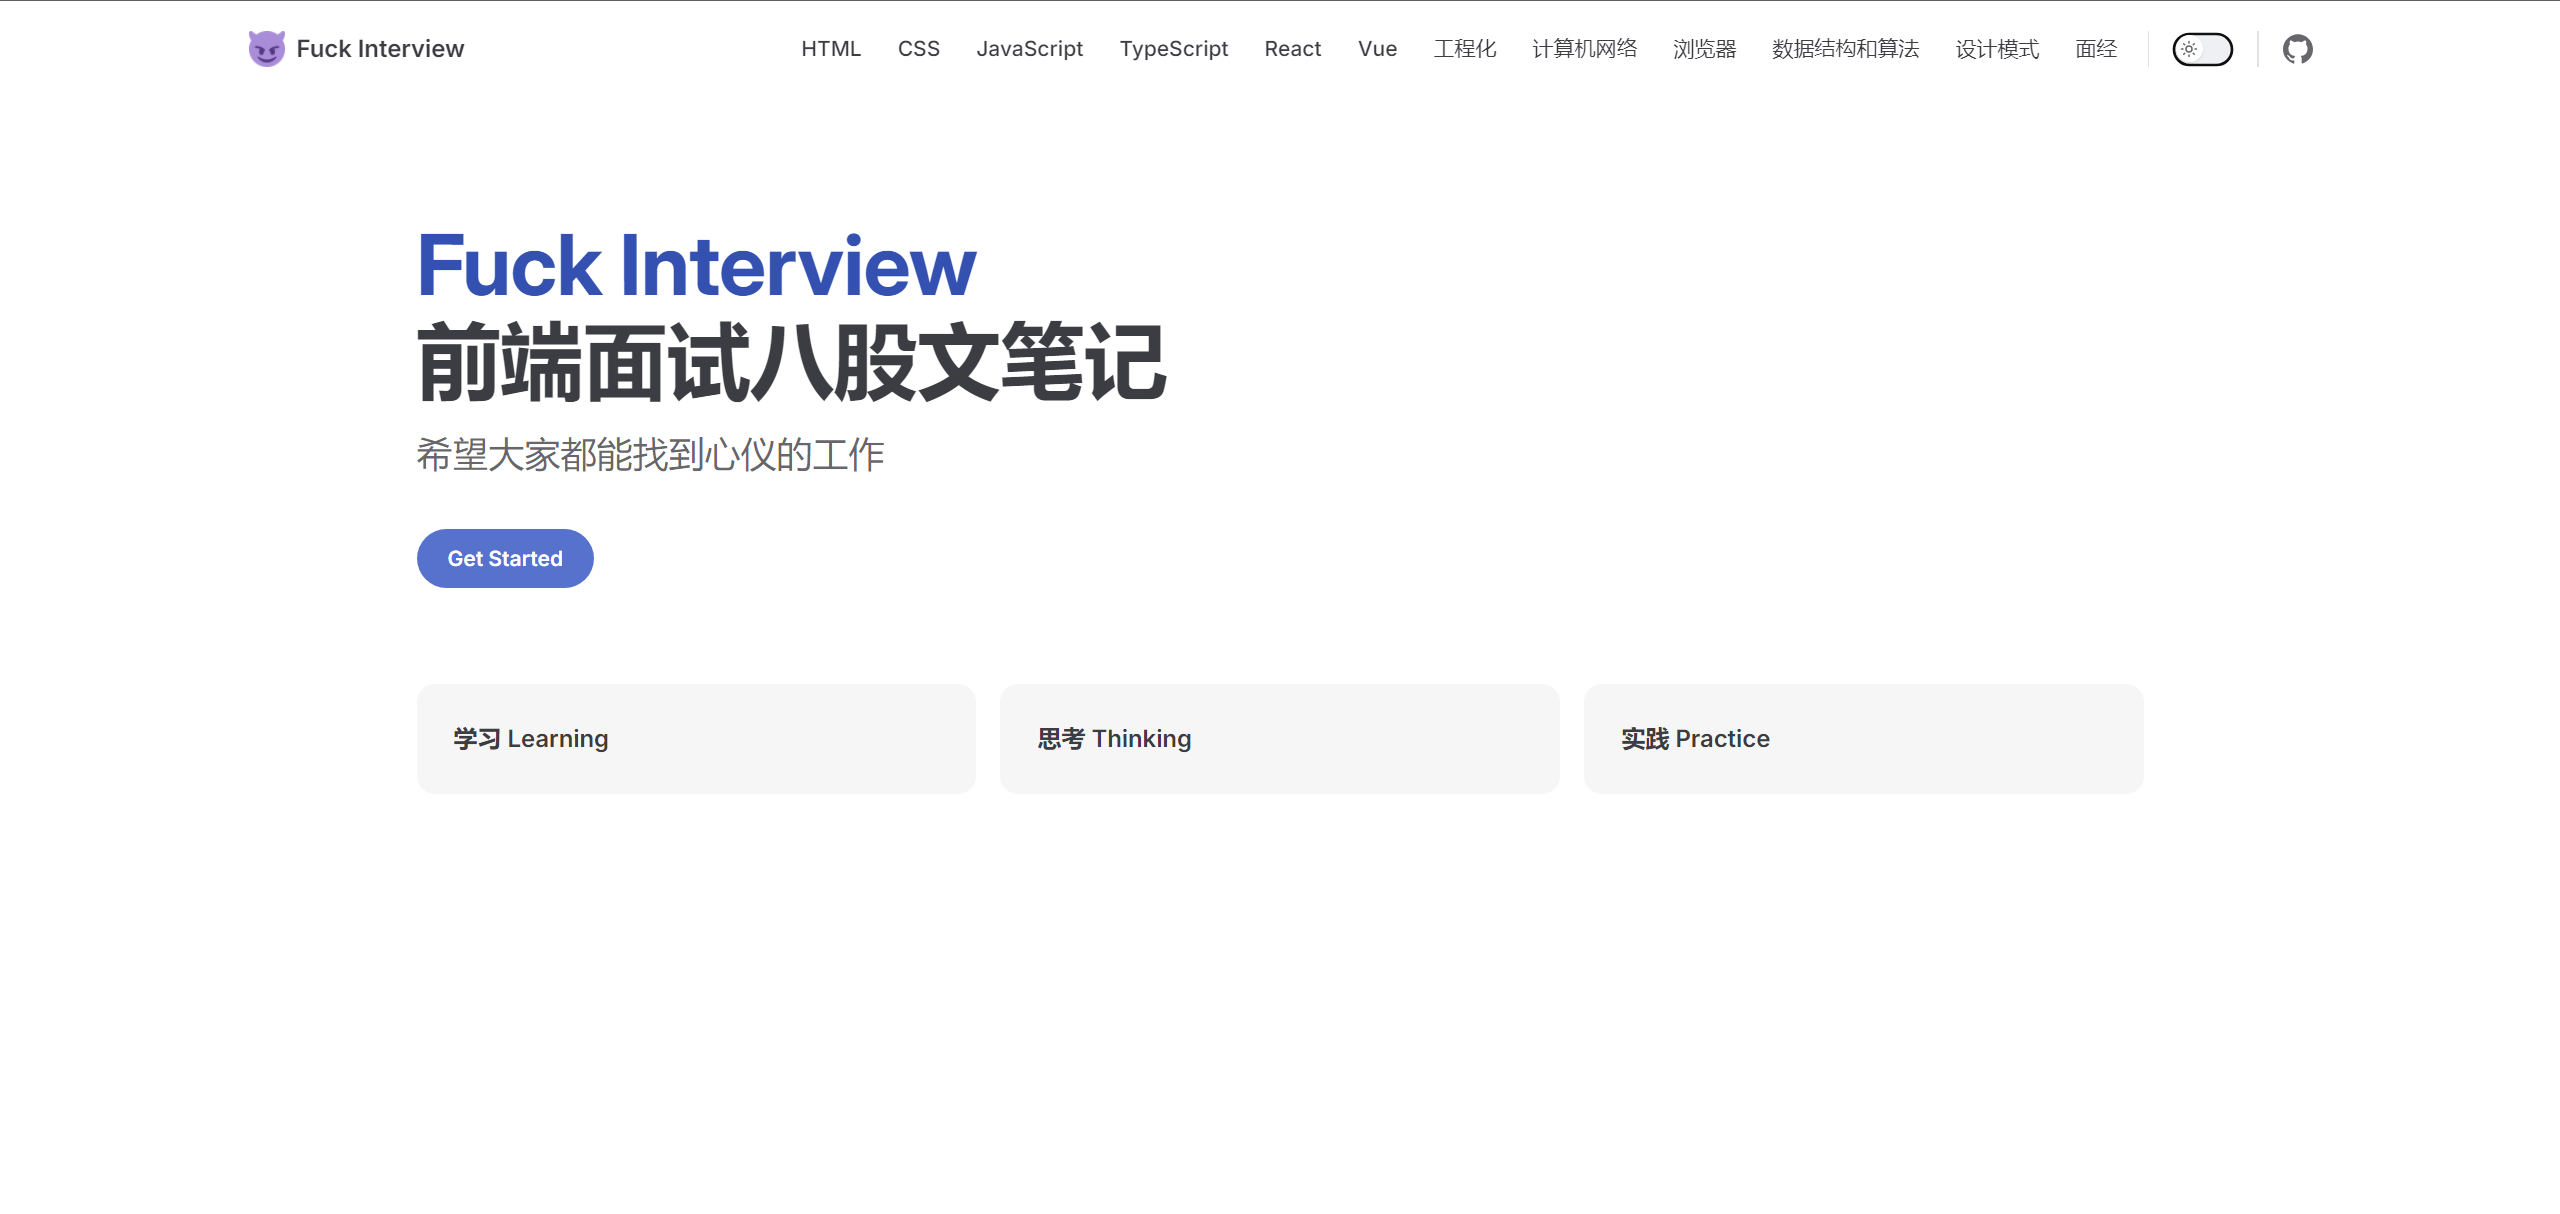 Fuck Interview
HTML CSS JavaScript TypeScript React Vue 工程化 计算机网络 浏览器 数据结构和算法 设计模式 面经
Fuck Interview
前端面试八股文笔记
希望大家都能找到心仪的工作
Get Started
学习 Learning
思考 Thinking
实践 Practice